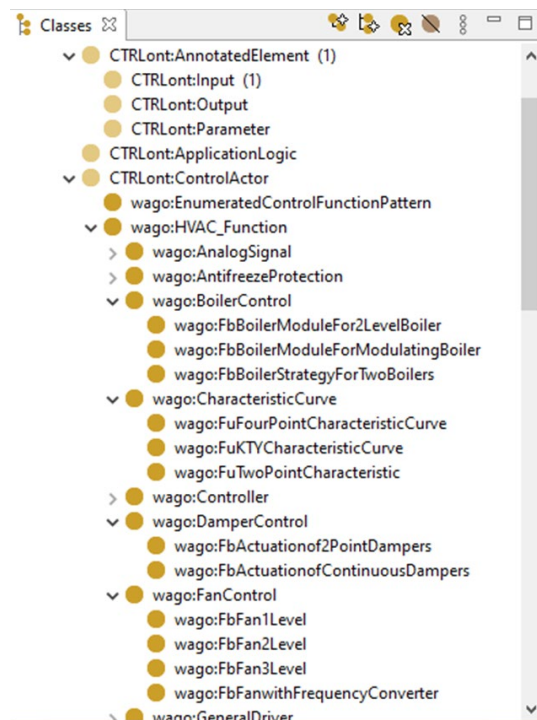 Classes
CTRLont:AnnotatedElement (1)
CTRLont:Input (1)
CTRLont:Output
CTRLont:Parameter
CTRLont:ApplicationLogic
CTRLont:ControlActor
wago:EnumeratedControlFunctionPattern
wago:HVAC_Function
wago:AnalogSignal
wago:AntifreezeProtection
wago:BoilerControl
wago:FbBoilerModuleFor2LevelBoiler
wago:FbBoilerModuleForModulatingBoiler
wago:FbBoilerStrategyForTwoBoilers
wago:CharacteristicCurve
wago:FuFourPointCharacteristicCurve
wago:FuKTYCharacteristicCurve
wago:FuTwoPointCharacteristic
wago:Controller
wago:DamperControl
wago:FbActuationof2PointDampers
wago:FbActuationofContinuousDampers
wago:FanControl
wago:FbFan1Level
wago:FbFan2Level
wago:FbFan3Level
wago:FbFanwithFrequencyConverter
wago:GeneralDriver